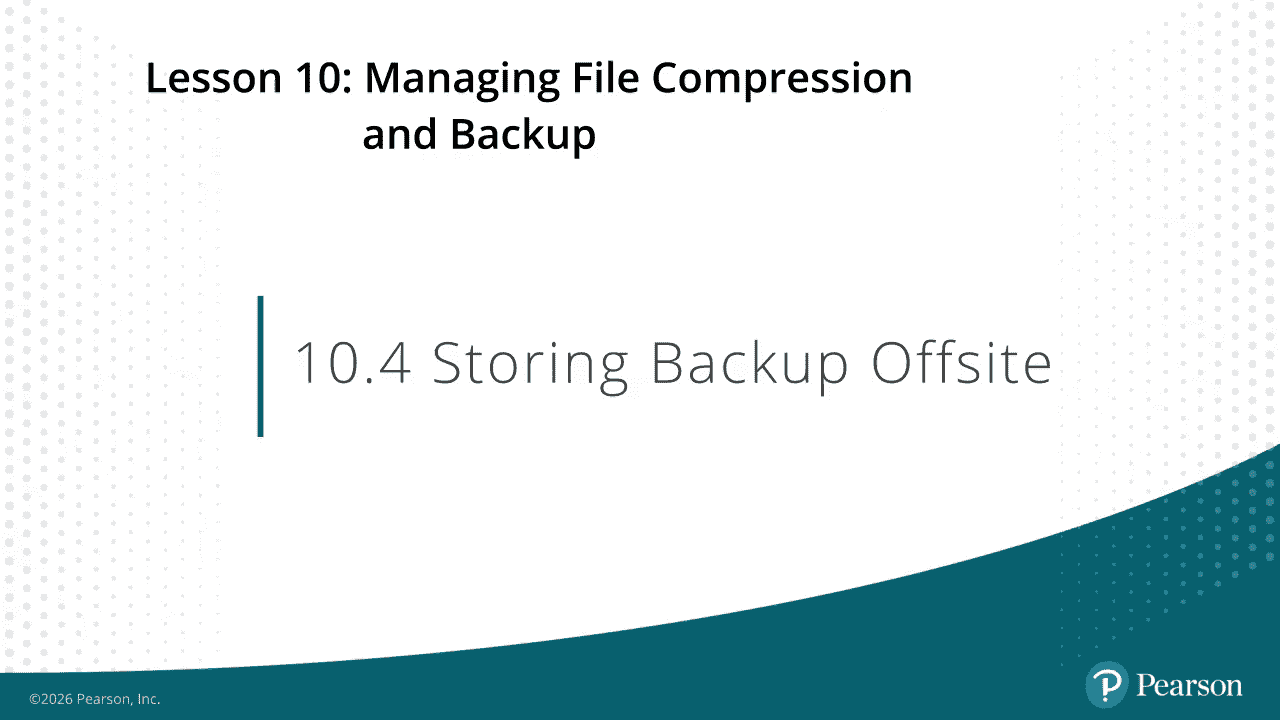 Lesson 10: Managing File Compression
and Backup
10.4 Storing Backup Offsite
©2026 Pearson, Inc.
Pearson